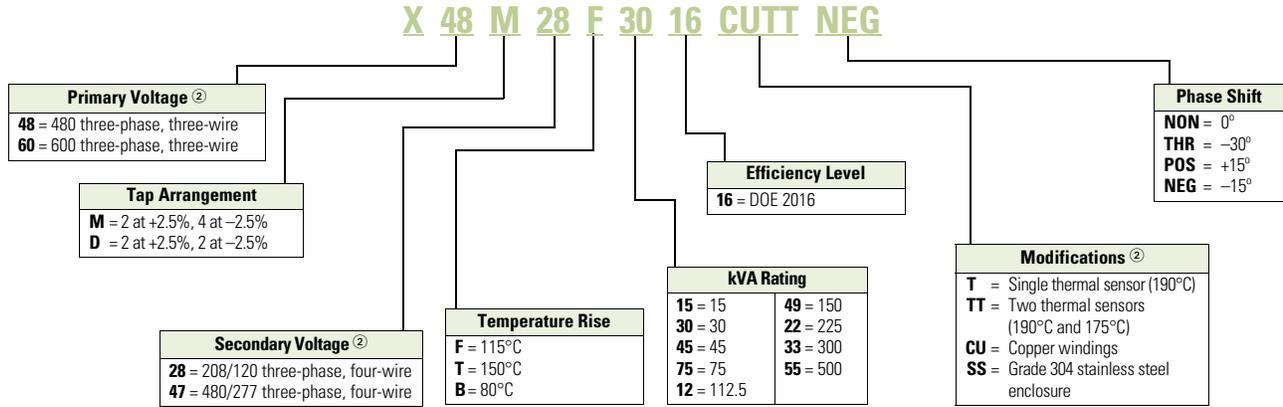 X 48 M 28 F 30 16 CUTT NEG
Primary Voltage ②
48 = 480 three-phase, three-wire
60 = 600 three-phase, three-wire
Tap Arrangement
M = 2 at +2.5%, 4 at –2.5%
D = 2 at +2.5%, 2 at –2.5%
Secondary Voltage ②
28 = 208/120 three-phase, four-wire
47 = 480/277 three-phase, four-wire
Temperature Rise
F = 115°C
T = 150°C
B = 80°C
kVA Rating
15 = 15
30 = 30
45 = 45
75 = 75
12 = 112.5
49 = 150
22 = 225
33 = 300
55 = 500
Efficiency Level
16 = DOE 2016
Modifications ②
T = Single thermal sensor (190°C)
TT = Two thermal sensors
(190°C and 175°C)
CU = Copper windings
SS = Grade 304 stainless steel
enclosure
Phase Shift
NON = 0º
THR = –30º
POS = +15º
NEG = –15º